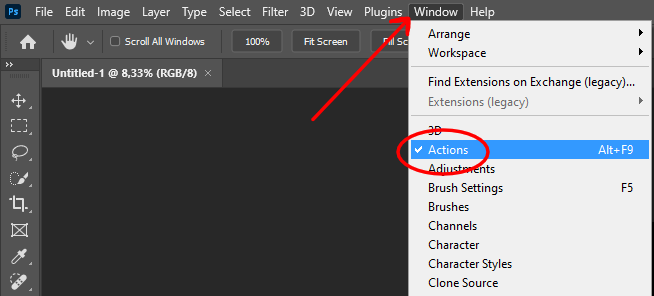 Ps File Edit Image Layer Type Select Filter 3D View Plugins Window Help
Scroll All Windows 100% Fit Screen Fill Sc
Untitled-1 @ 8,33% (RGB/8) ×
Arrange
Workspace
Find Extensions on Exchange (legacy)...
Extensions (legacy)
3D
Actions Alt+F9
Adjustments
Brush Settings F5
Brushes
Channels
Character
Character Styles
Clone Source